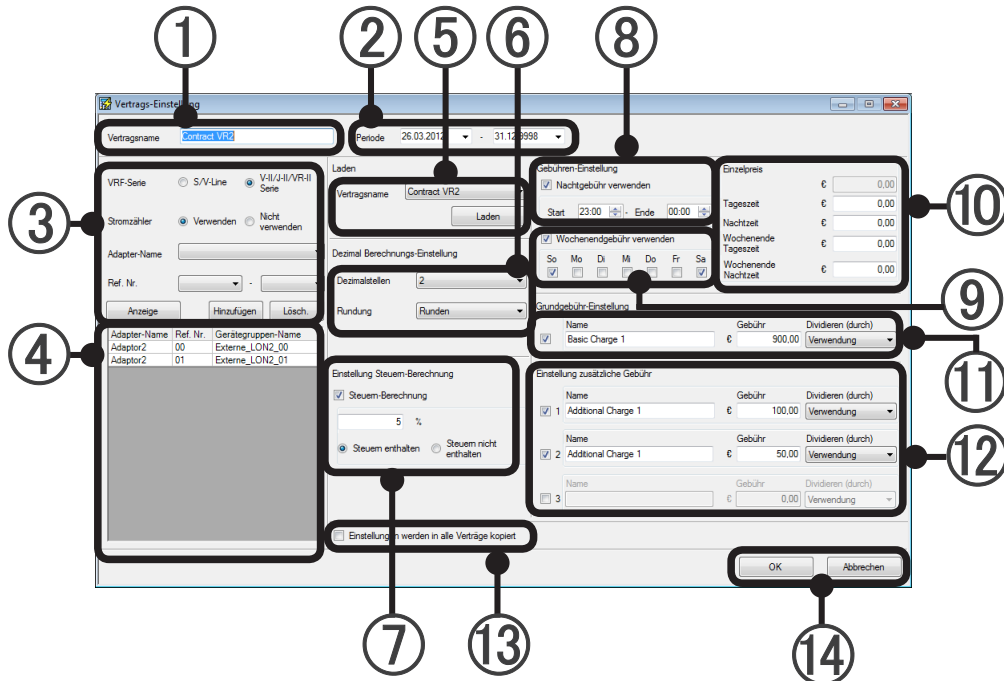 ① ② ⑤ ⑥ ⑧
Vertrags-Einstellung
Vertragsname Contract VR2
Periode 26.03.2012 - 31.12.9998
③
VRF-Serie S/V-Line V-II/J-II/VR-II Serie
Stromzähler Verwenden Nicht verwenden
Adapter-Name
Ref. Nr. -
Anzeige Hinzufügen Lösch.
④
Adapter-Name Ref. Nr. Gerätegruppen-Name
Adaptor2 00 Externe_LON2_00
Adaptor2 01 Externe_LON2_01
Laden
Vertragsname Contract VR2
Laden
Dezimal Berechnungs-Einstellung
Dezimalstellen 2
Rundung Runden
Einstellung Steuern-Berechnung
Steuern-Berechnung
5 %
Steuern enthalten Steuern nicht enthalten
Gebühren-Einstellung
Nachtgebühr verwenden
Start 23:00 - Ende 00:00
Wochenendgebühr verwenden
So Mo Di Mi Do Fr Sa
Einzelpreis
€ 0,00
Tageszeit € 0,00
Nachtzeit € 0,00
Wochenende Tageszeit € 0,00
Wochenende Nachtzeit € 0,00
⑩
⑨
Grundgebühr-Einstellung
Name Gebühr Dividieren (durch)
Basic Charge 1 € 900,00 Verwendung
⑪
Einstellung zusätzliche Gebühr
Name Gebühr Dividieren (durch)
1 Additional Charge 1 € 100,00 Verwendung
Name Gebühr Dividieren (durch)
2 Additional Charge 1 € 50,00 Verwendung
Name Gebühr Dividieren (durch)
3 € 0,00 Verwendung
⑫
Einstellungen werden in alle Verträge kopiert
OK Abbrechen
⑦ ⑬ ⑭